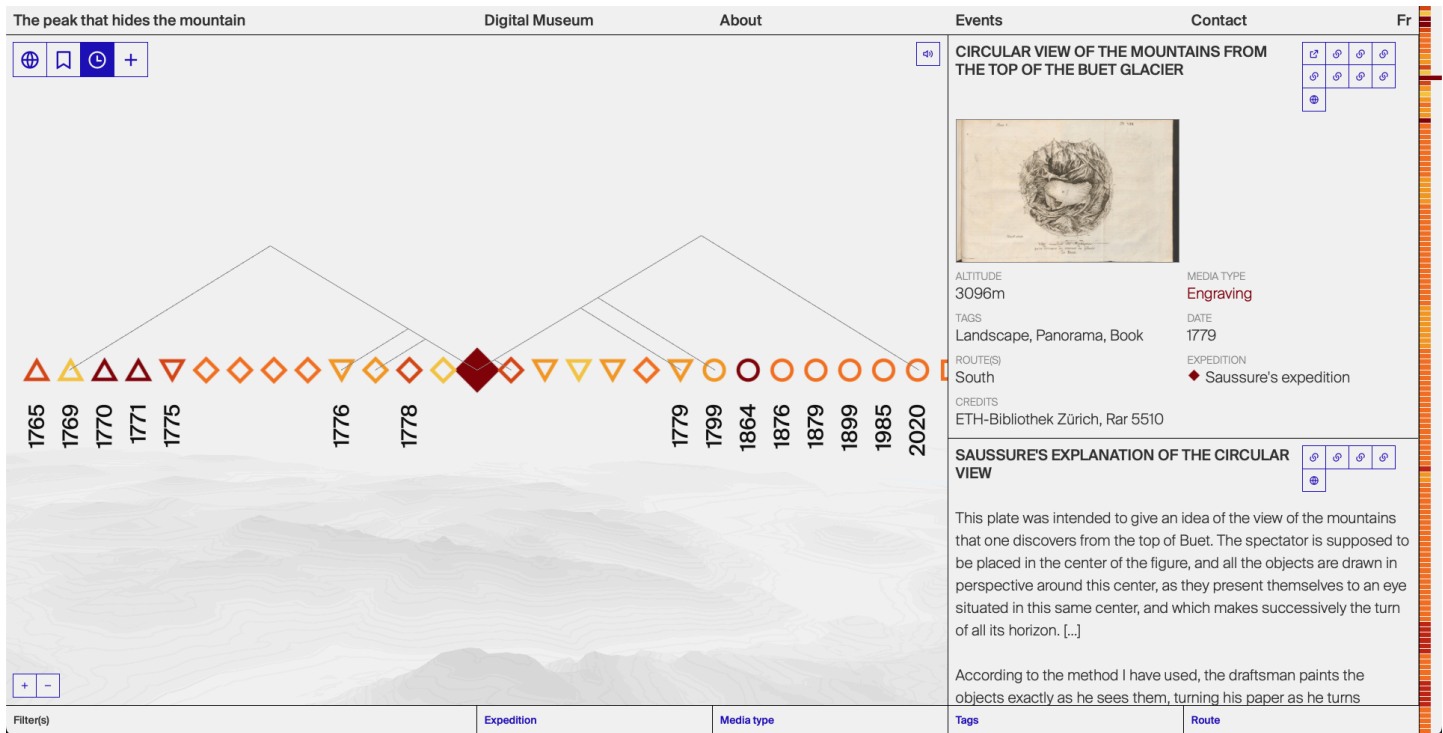 The peak that hides the mountain
Digital Museum
About
Events
Contact
Fr
CIRCULAR VIEW OF THE MOUNTAINS FROM
THE TOP OF THE BUET GLACIER
ALTITUDE
3096m
MEDIA TYPE
Engraving
TAGS
Landscape, Panorama, Book
DATE
1779
ROUTE(S)
South
EXPEDITION
Saussure's expedition
CREDITS
ETH-Bibliothek Zürich, Rar 5510
1765
1769
1770
1771
1775
1776
1778
1779
1799
1864
1876
1879
1899
1985
2020
SAUSSURE'S EXPLANATION OF THE CIRCULAR
VIEW
This plate was intended to give an idea of the view of the mountains
that one discovers from the top of Buet. The spectator is supposed to
be placed in the center of the figure, and all the objects are drawn in
perspective around this center, as they present themselves to an eye
situated in this same center, and which makes successively the turn
of all its horizon. [...]
According to the method I have used, the draftsman paints the
objects exactly as he sees them, turning his paper as he turns
+ −
Filter(s)
Expedition
Media type
Tags
Route